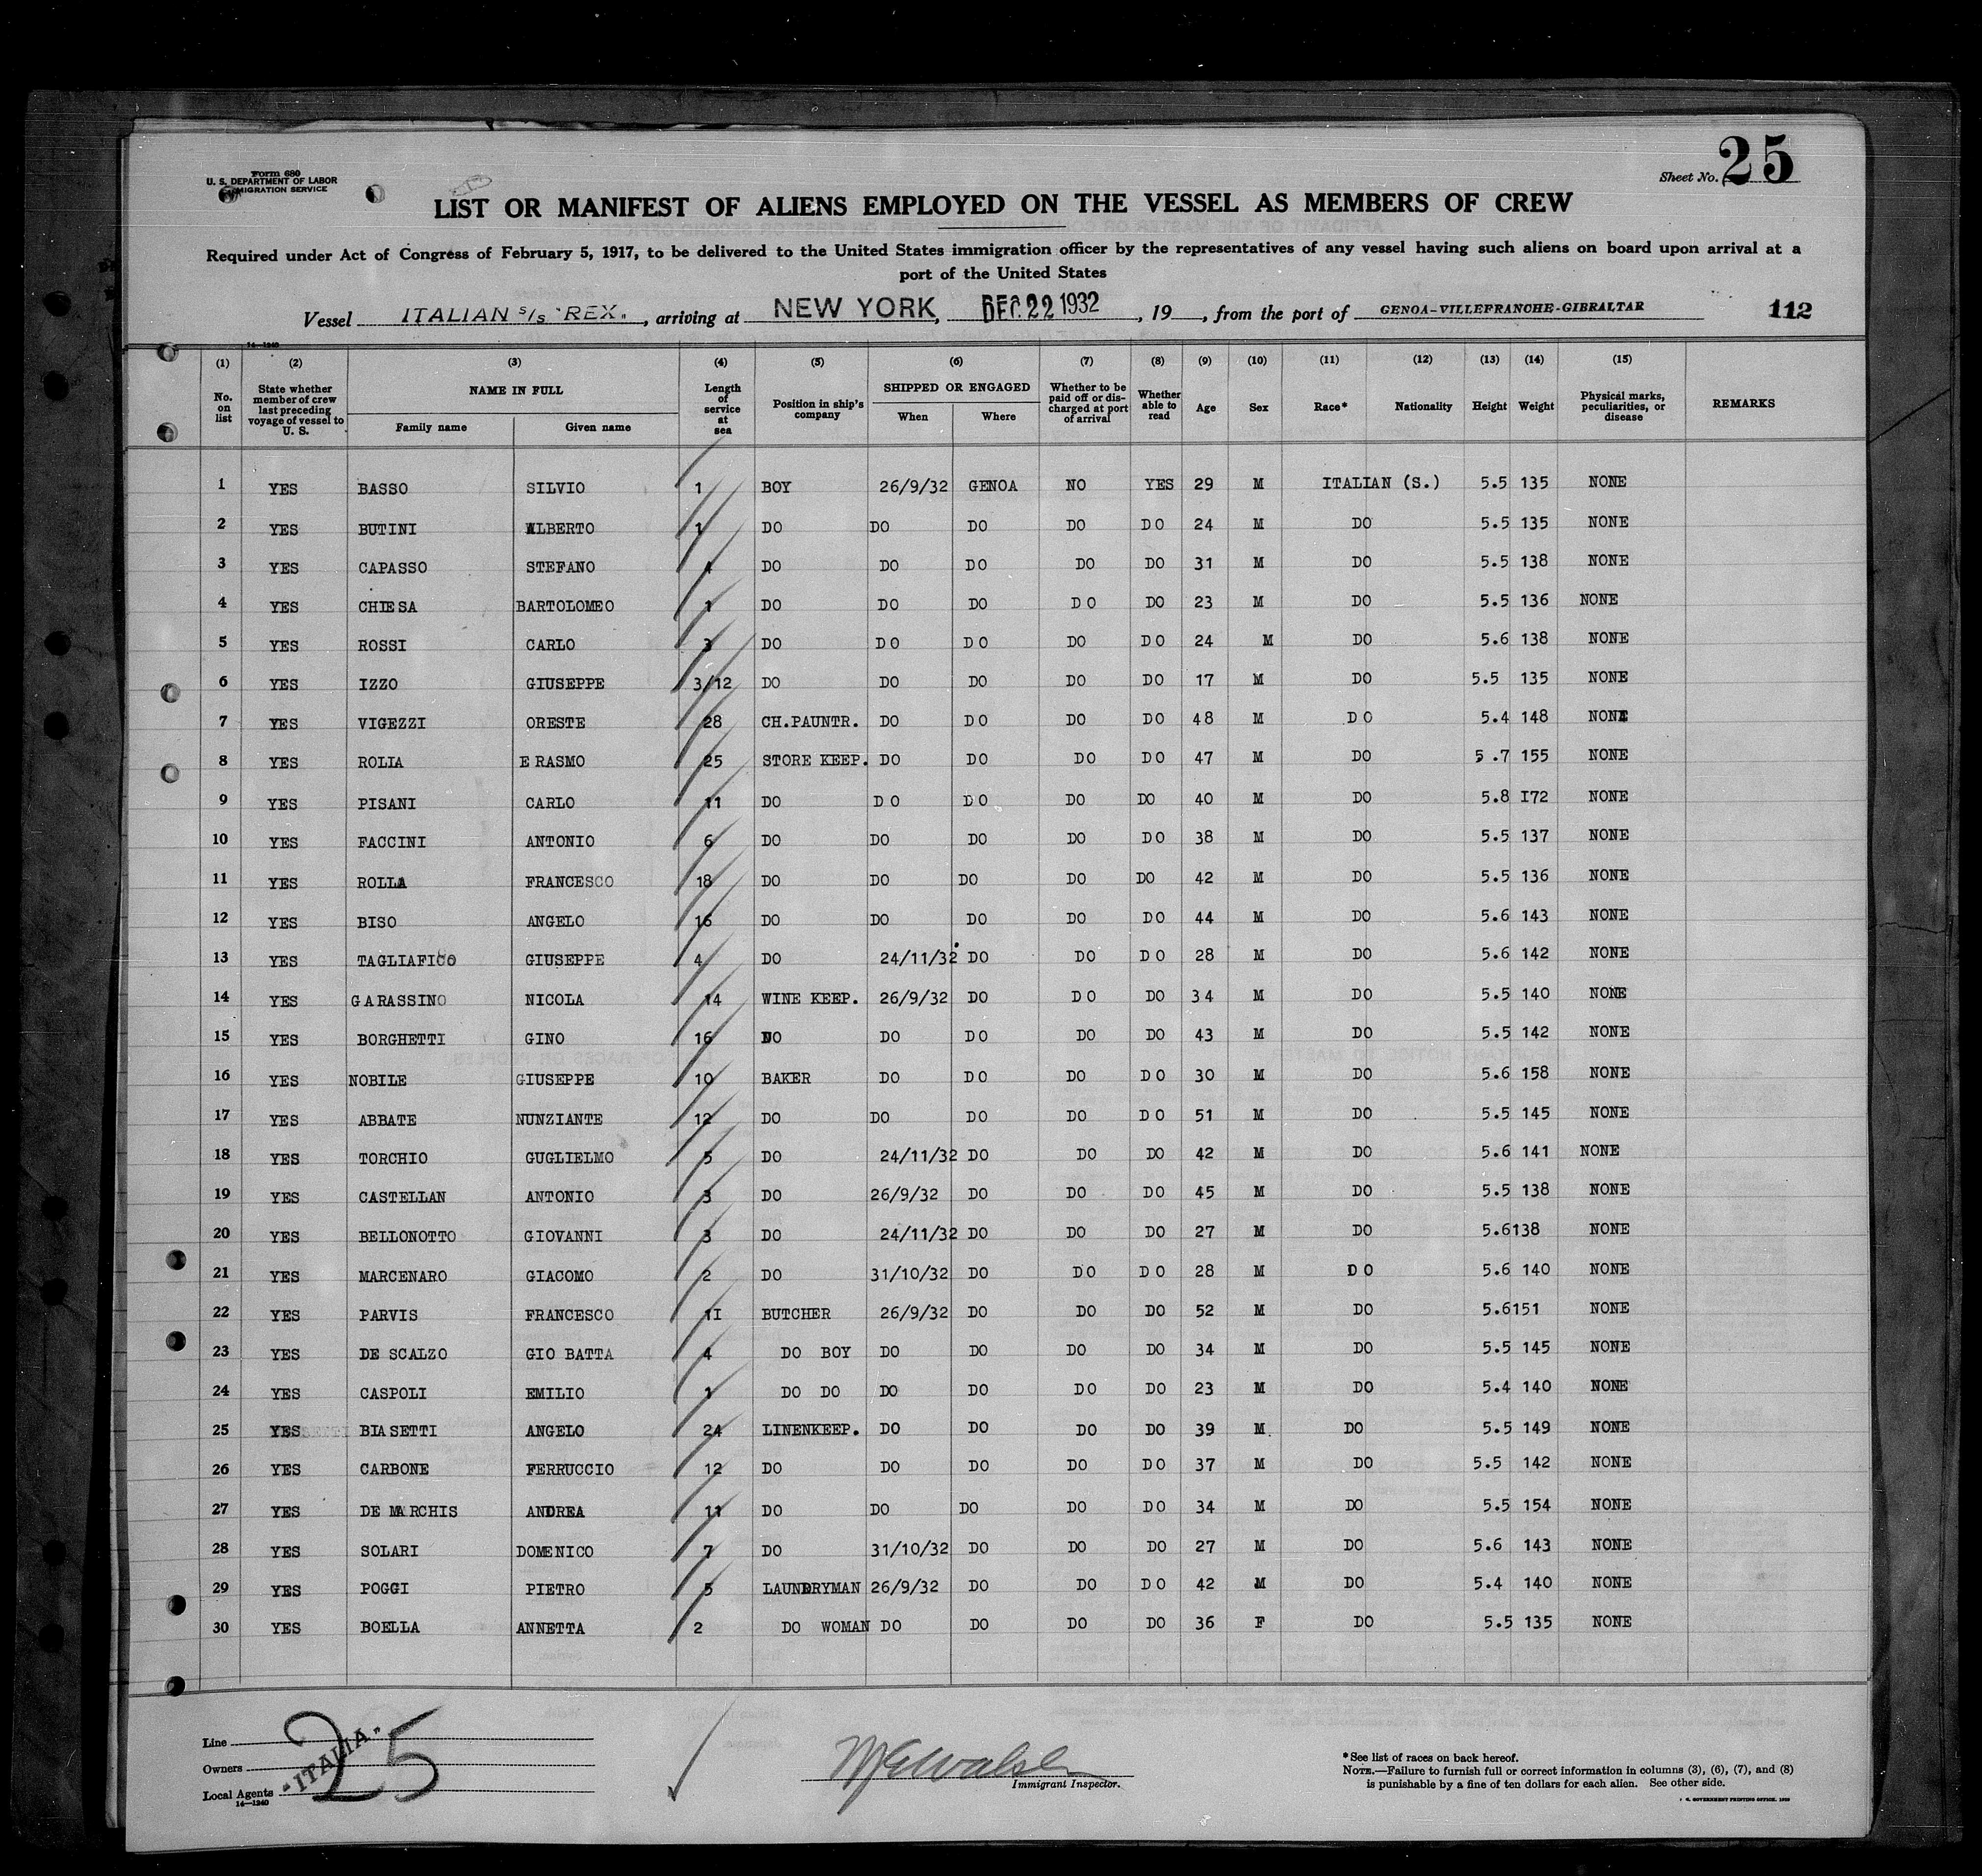 Form 680
U. S. DEPARTMENT OF LABOR
IMMIGRATION SERVICE
Sheet No. 25
LIST OR MANIFEST OF ALIENS EMPLOYED ON THE VESSEL AS MEMBERS OF CREW
Required under Act of Congress of February 5, 1917, to be delivered to the United States immigration officer by the representatives of any vessel having such aliens on board upon arrival at a
port of the United States
Vessel ITALIAN S/S "REX", arriving at NEW YORK, DEC 22 1932, 19 , from the port of GENOA-VILLEFRANCHE-GIBRALTAR 112
14—1240
(1) (2) (3) (4) (5) (6) (7) (8) (9) (10) (11) (12) (13) (14) (15)
No. on list State whether member of crew last preceding voyage of vessel to U. S. NAME IN FULL Family name Given name Length of service at sea Position in ship's company SHIPPED OR ENGAGED When Where Whether to be paid off or discharged at port of arrival Whether able to read Age Sex Race* Nationality Height Weight Physical marks, peculiarities, or disease REMARKS
1 YES BASSO SILVIO 1 BOY 26/9/32 GENOA NO YES 29 M ITALIAN (S.) 5.5 135 NONE
2 YES BUTINI ALBERTO 1 DO DO DO DO DO 24 M DO 5.5 135 NONE
3 YES CAPASSO STEFANO 4 DO DO DO DO DO 31 M DO 5.5 138 NONE
4 YES CHIESA BARTOLOMEO 1 DO DO DO DO DO 23 M DO 5.5 136 NONE
5 YES ROSSI CARLO 3 DO DO DO DO DO 24 M DO 5.6 138 NONE
6 YES IZZO GIUSEPPE 3/12 DO DO DO DO DO 17 M DO 5.5 135 NONE
7 YES VIGEZZI ORESTE 28 CH.PAUNTR. DO DO DO DO 48 M DO 5.4 148 NONE
8 YES ROLIA ERASMO 25 STORE KEEP. DO DO DO DO 47 M DO 5.7 155 NONE
9 YES PISANI CARLO 11 DO DO DO DO DO 40 M DO 5.8 I72 NONE
10 YES FACCINI ANTONIO 6 DO DO DO DO DO 38 M DO 5.5 137 NONE
11 YES ROLLA FRANCESCO 18 DO DO DO DO DO 42 M DO 5.5 136 NONE
12 YES BISO ANGELO 16 DO DO DO DO DO 44 M DO 5.6 143 NONE
13 YES TAGLIAFICO GIUSEPPE 4 DO 24/11/32 DO DO DO 28 M DO 5.6 142 NONE
14 YES GARASSINO NICOLA 14 WINE KEEP. 26/9/32 DO DO DO 34 M DO 5.5 140 NONE
15 YES BORGHETTI GINO 16 DO DO DO DO DO 43 M DO 5.5 142 NONE
16 YES NOBILE GIUSEPPE 10 BAKER DO DO DO DO 30 M DO 5.6 158 NONE
17 YES ABBATE NUNZIANTE 12 DO DO DO DO DO 51 M DO 5.5 145 NONE
18 YES TORCHIO GUGLIELMO 5 DO 24/11/32 DO DO DO 42 M DO 5.6 141 NONE
19 YES CASTELLAN ANTONIO 3 DO 26/9/32 DO DO DO 45 M DO 5.5 138 NONE
20 YES BELLONOTTO GIOVANNI 3 DO 24/11/32 DO DO DO 27 M DO 5.6 138 NONE
21 YES MARCENARO GIACOMO 2 DO 31/10/32 DO DO DO 28 M DO 5.6 140 NONE
22 YES PARVIS FRANCESCO 1I BUTCHER 26/9/32 DO DO DO 52 M DO 5.6 151 NONE
23 YES DE SCALZO GIO BATTA 4 DO BOY DO DO DO DO 34 M DO 5.5 145 NONE
24 YES CASPOLI EMILIO 1 DO DO DO DO DO DO 23 M DO 5.4 140 NONE
25 YES BIASETTI ANGELO 24 LINENKEEP. DO DO DO DO 39 M. DO 5.5 149 NONE
26 YES CARBONE FERRUCCIO 12 DO DO DO DO DO 37 M DO 5.5 142 NONE
27 YES DE MARCHIS ANDREA 11 DO DO DO DO DO 34 M DO 5.5 154 NONE
28 YES SOLARI DOMENICO 7 DO 31/10/32 DO DO DO 27 M DO 5.6 143 NONE
29 YES POGGI PIETRO 5 LAUNDRYMAN 26/9/32 DO DO DO 42 M DO 5.4 140 NONE
30 YES BOELLA ANNETTA 2 DO WOMAN DO DO DO DO 36 F DO 5.5 135 NONE
Line
Owners
Local Agents "ITALIA"
25
14—1240
Immigrant Inspector.
*See list of races on back hereof.
NOTE.—Failure to furnish full or correct information in columns (3), (6), (7), and (8)
is punishable by a fine of ten dollars for each alien. See other side.